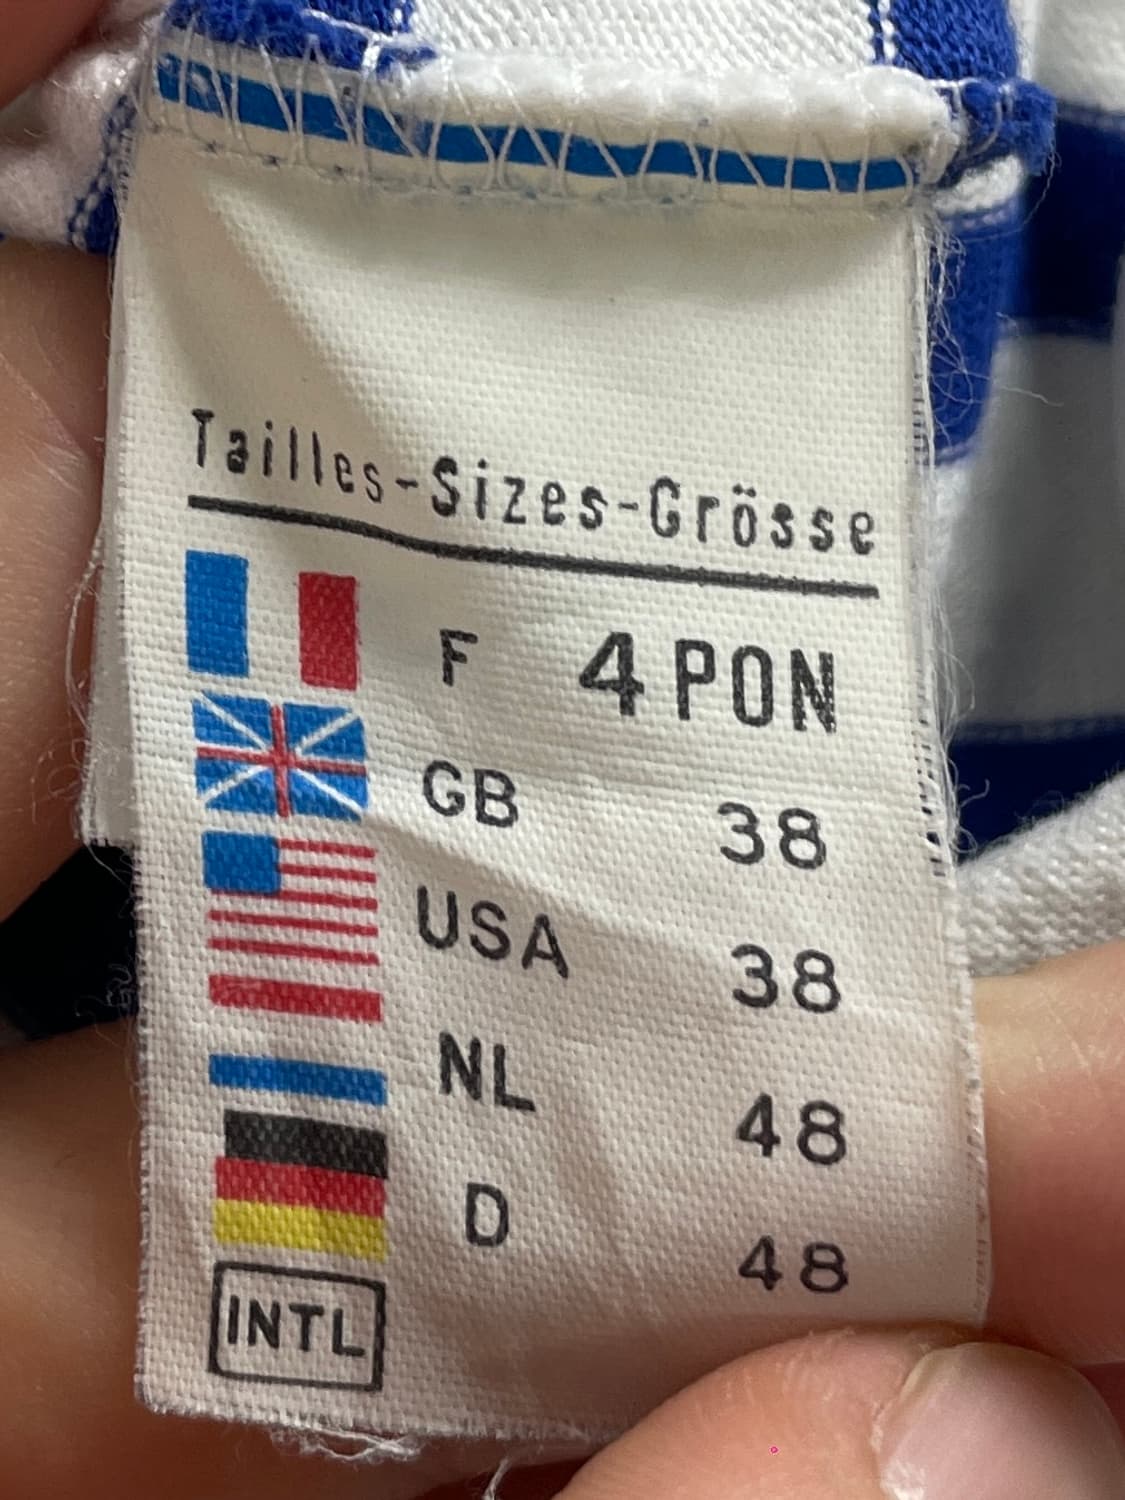 Tailles-Sizes-Grösse
F 4 PON
GB 38
USA 38
NL 48
D 48
INTL